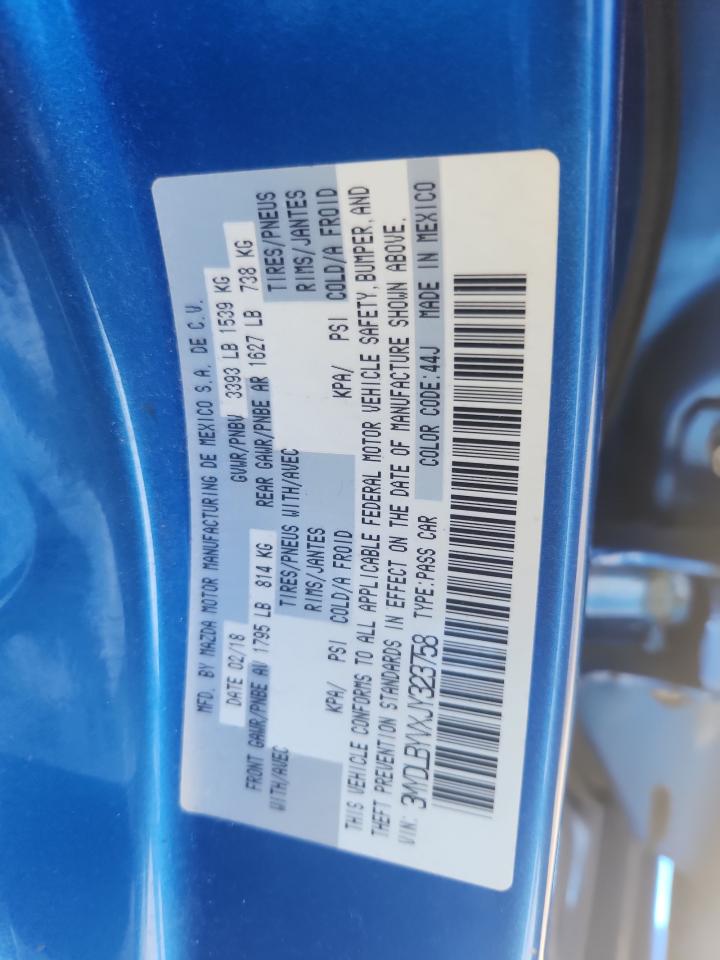 MFD. BY MAZDA MOTOR MANUFACTURING DE MEXICO S.A. DE C.V.
DATE 02/18 GVWR/PNBV 3393 LB 1539 KG
FRONT GAWR/PNBE AV 1795 LB 814 KG REAR GAWR/PNBE AR 1627 LB 738 KG
WITH/AVEC TIRES/PNEUS WITH/AVEC TIRES/PNEUS
RIMS/JANTES RIMS/JANTES
KPA/ PSI COLD/A FROID KPA/ PSI COLD/A FROID
THIS VEHICLE CONFORMS TO ALL APPLICABLE FEDERAL MOTOR VEHICLE SAFETY, BUMPER, AND
THEFT PREVENTION STANDARDS IN EFFECT ON THE DATE OF MANUFACTURE SHOWN ABOVE.
VIN: 3MYDLBYVXJY323758 TYPE:PASS CAR COLOR CODE:44J MADE IN MEXICO